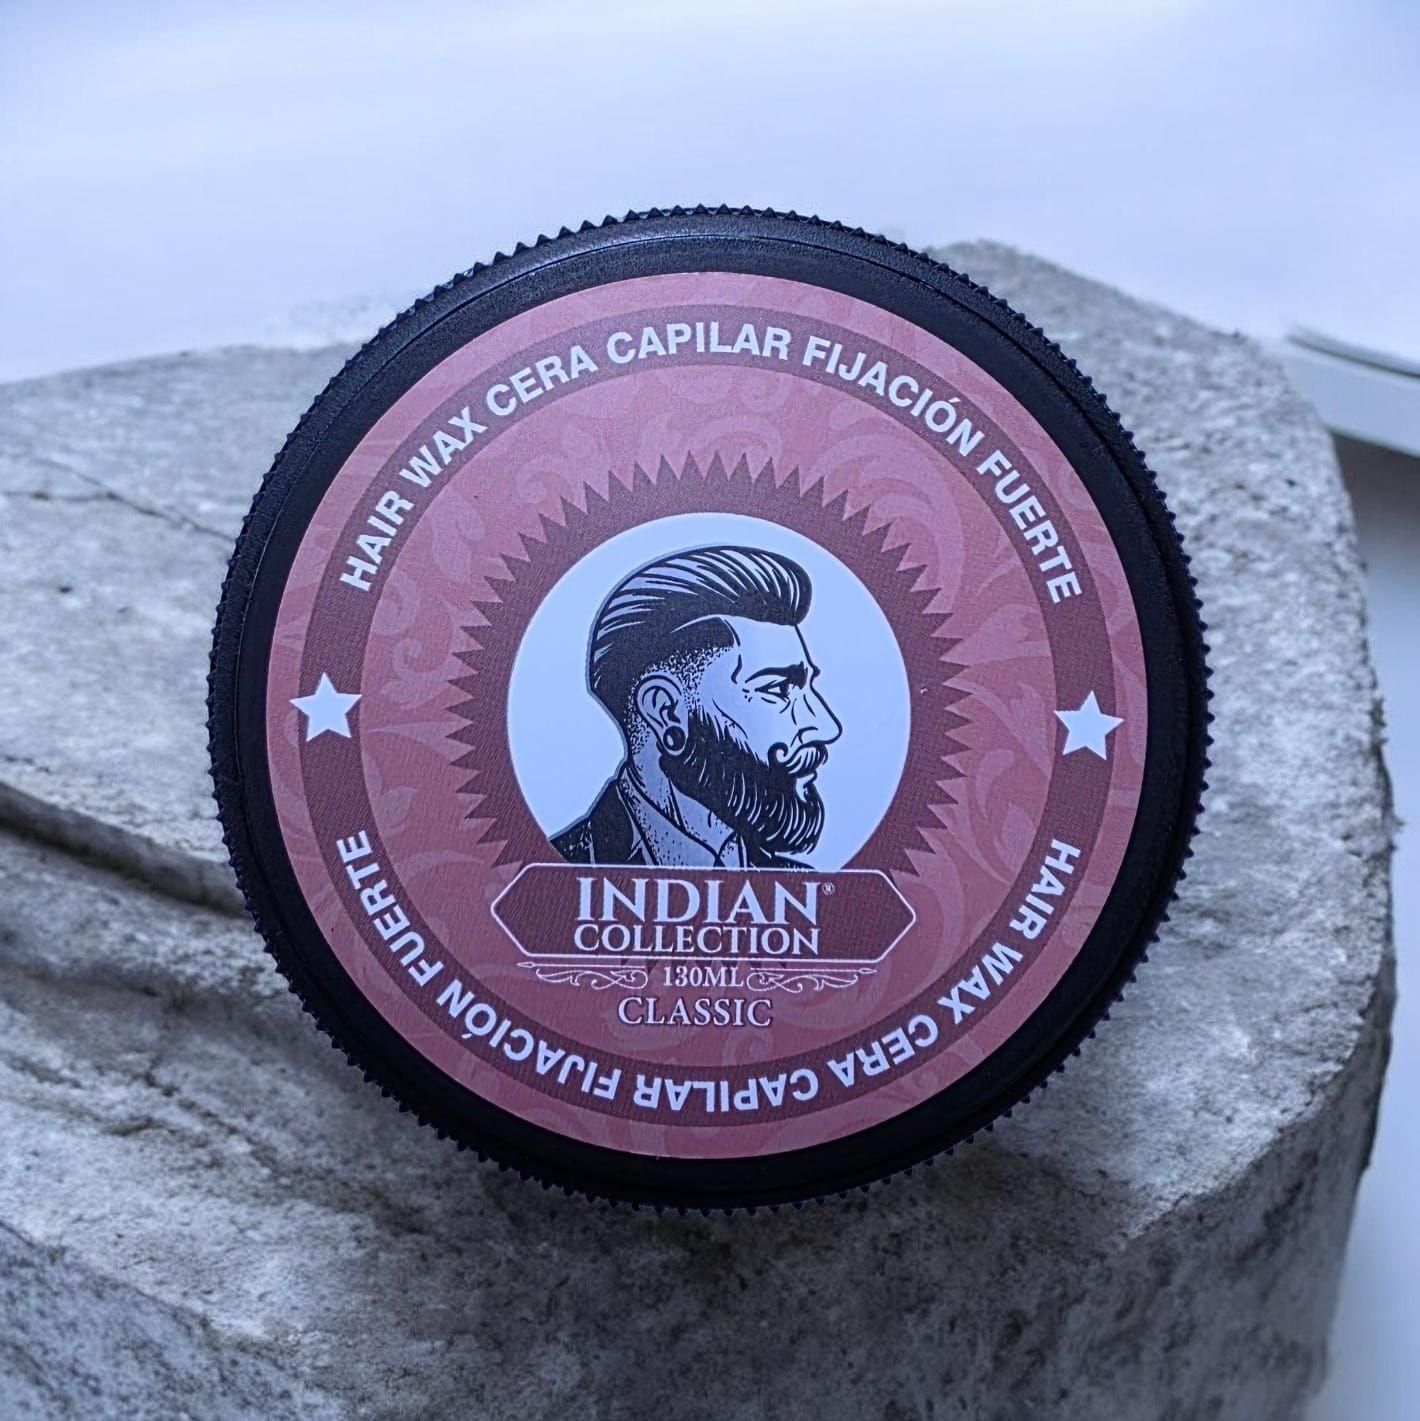 HAIR WAX CERA CAPILAR FIJACIÓN FUERTE
INDIAN®
COLLECTION
130ML
CLASSIC
HAIR WAX CERA CAPILAR FIJACIÓN FUERTE